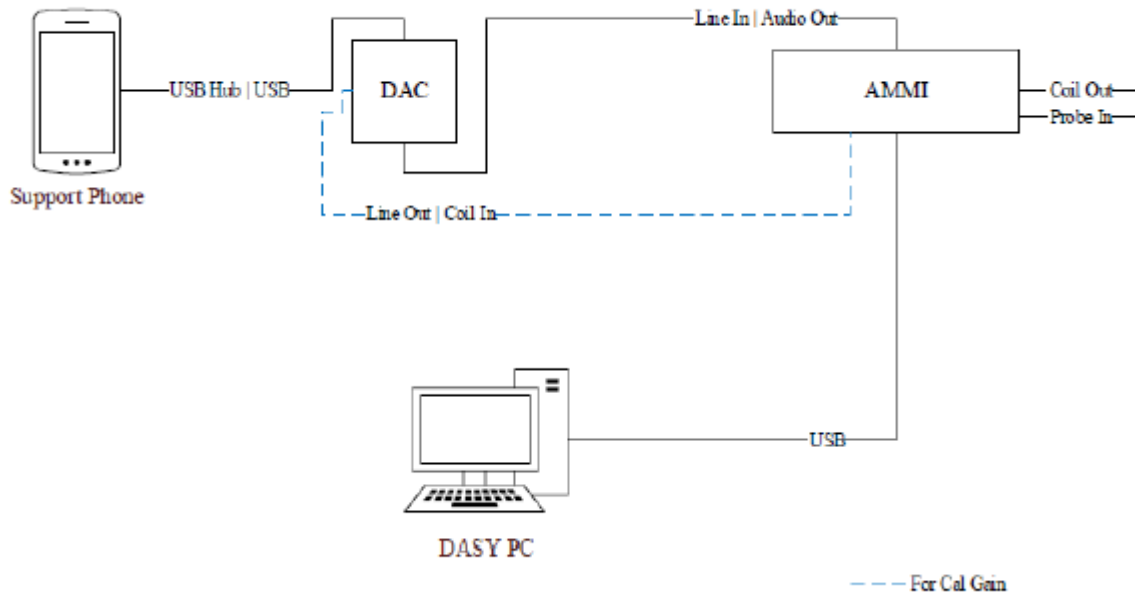 Line In | Audio Out
USB Hub | USB
DAC
AMMI
Coil Out
Probe In
Support Phone
Line Out | Coil In
USB
DASY PC
For Cal Gain